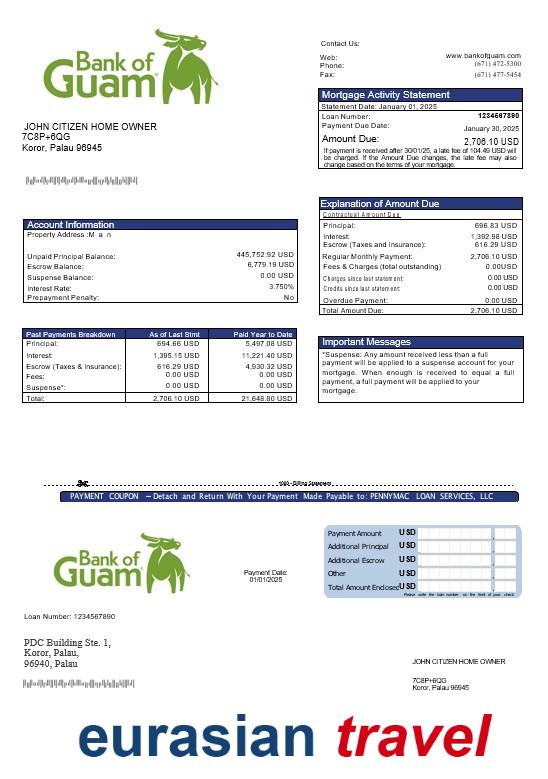 Bank of
Guam
Contact Us:
Web: www.bankofguam.com
Phone: (671) 472-5300
Fax: (671) 477-5454
Mortgage Activity Statement
Statement Date: January 01, 2025
Loan Number: 1234567890
Payment Due Date: January 30, 2025
Amount Due: 2,706.10 USD
If payment is received after 30/01/25, a late fee of 104.49 USD will
be charged. If the Amount Due changes, the late fee may also
change based on the terms of your mortgage.
JOHN CITIZEN HOME OWNER
7C8P+6QG
Koror, Palau 96945
Explanation of Amount Due
Contractual Amount Due
Principal: 696.83 USD
Interest: 1,392.98 USD
Escrow (Taxes and Insurance): 616.29 USD
Regular Monthly Payment: 2,706.10 USD
Fees & Charges (total outstanding) 0.00USD
Charges since last statement: 0.00 USD
Credits since last statement: 0.00 USD
Overdue Payment: 0.00 USD
Total Amount Due: 2,706.10 USD
Account Information
Property Address :M a n
Unpaid Principal Balance: 445,752.92 USD
Escrow Balance: 6,779.19 USD
Suspense Balance: 0.00 USD
Interest Rate: 3.750%
Prepayment Penalty: No
Past Payments Breakdown As of Last Stmt Paid Year to Date
Principal: 694.66 USD 5,497.08 USD
Interest: 1,395.15 USD 11,221.40 USD
Escrow (Taxes & Insurance): 616.29 USD 4,930.32 USD
Fees: 0.00 USD 0.00 USD
Suspense*: 0.00 USD 0.00 USD
Total: 2,706.10 USD 21,648.80 USD
Important Messages
*Suspense: Any amount received less than a full
payment will be applied to a suspense account for your
mortgage. When enough is received to equal a full
payment, a full payment will be applied to your
mortgage.
Billing Statement
PAYMENT COUPON – Detach and Return With Your Payment Made Payable to: PENNYMAC LOAN SERVICES, LLC
Bank of
Guam
Payment Date:
01/01/2025
Payment Amount USD
Additional Principal USD
Additional Escrow USD
Other USD
Total Amount Enclosed USD
Please write the loan number on the front of your check.
Loan Number: 1234567890
PDC Building Ste. 1,
Koror, Palau,
96940, Palau
JOHN CITIZEN HOME OWNER
7C8P+6QG
Koror, Palau 96945
eurasian travel